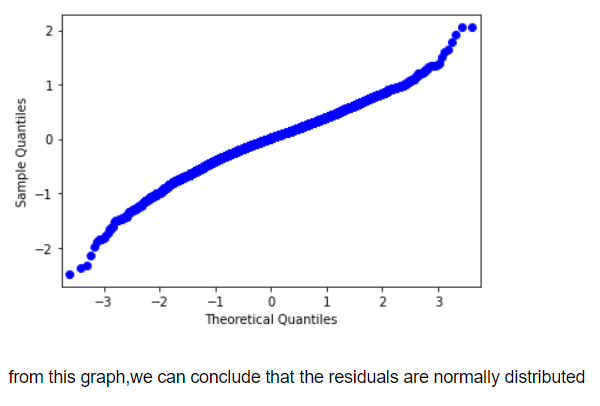 2
1
0
−1
−2
Sample Quantiles
−3 −2 −1 0 1 2 3
Theoretical Quantiles
from this graph,we can conclude that the residuals are normally distributed